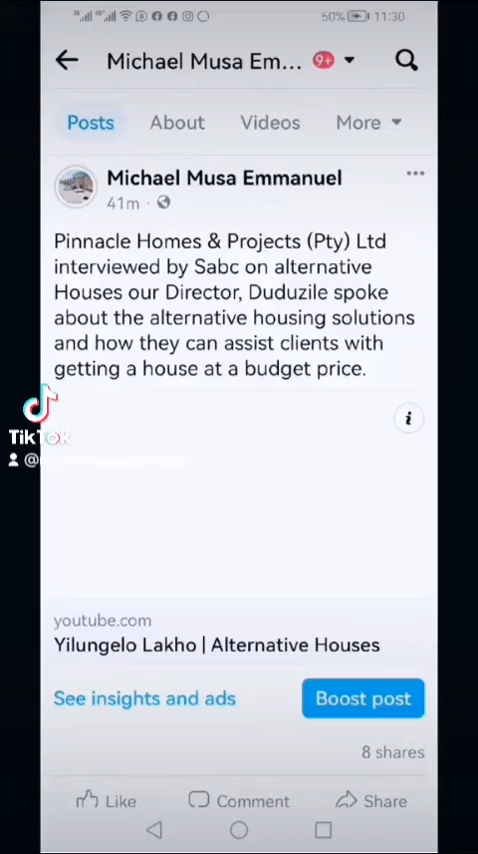 50% 11:30
Michael Musa Em... 9+
Posts About Videos More
Michael Musa Emmanuel
41m ·
Pinnacle Homes & Projects (Pty) Ltd
interviewed by Sabc on alternative
Houses our Director, Duduzile spoke
about the alternative housing solutions
and how they can assist clients with
getting a house at a budget price.
TikTok
@
youtube.com
Yilungelo Lakho | Alternative Houses
See insights and ads Boost post
8 shares
Like Comment Share